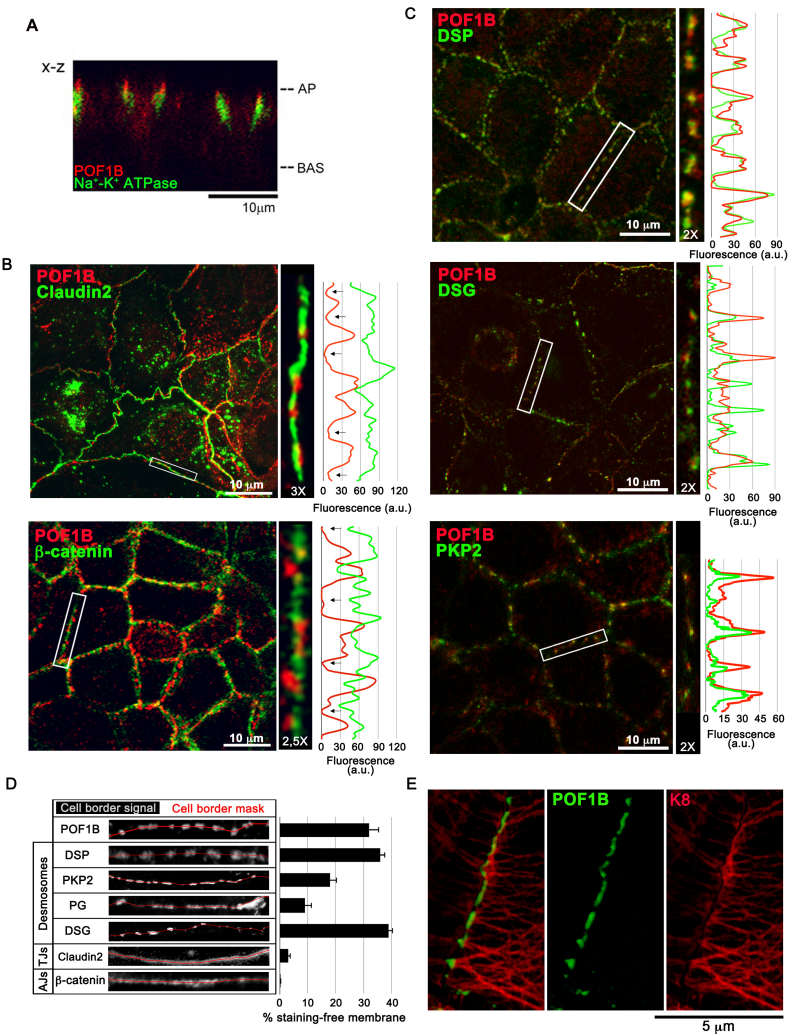 A
x-z
AP
BAS
POF1B
Na⁺-K⁺ ATPase
10μm
B
POF1B
Claudin2
10 μm
3X
0 30 60 90 120
Fluorescence (a.u.)
POF1B
β-catenin
10 μm
2,5X
0 30 60 90 120
Fluorescence
(a.u.)
C
POF1B
DSP
10 μm
2X
0 30 60 90
Fluorescence (a.u.)
POF1B
DSG
10 μm
2X
0 30 60 90
Fluorescence (a.u.)
POF1B
PKP2
10 μm
2X
0 15 30 45 60
Fluorescence
(a.u.)
D
Cell border signal Cell border mask
POF1B
Desmosomes
DSP
PKP2
PG
DSG
TJs
Claudin2
AJs
β-catenin
0 10 20 30 40
% staining-free membrane
E
POF1B
K8
5 μm